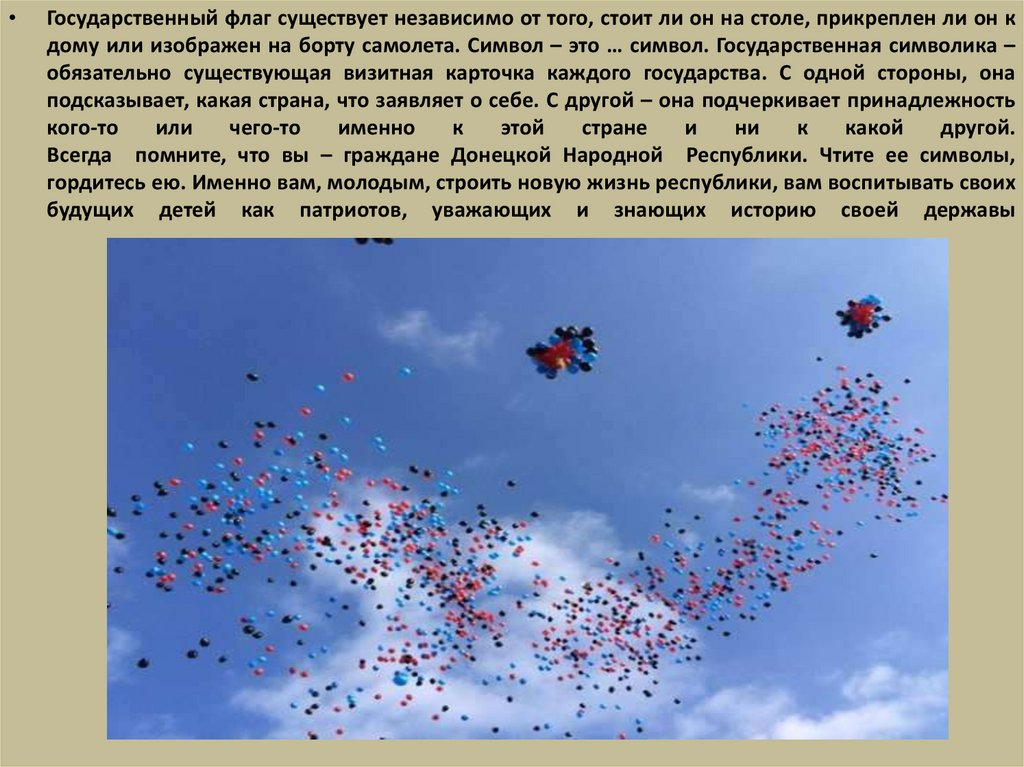 • Государственный флаг существует независимо от того, стоит ли он на столе, прикреплен ли он к
дому или изображен на борту самолета. Символ – это … символ. Государственная символика –
обязательно существующая визитная карточка каждого государства. С одной стороны, она
подсказывает, какая страна, что заявляет о себе. С другой – она подчеркивает принадлежность
кого-то или чего-то именно к этой стране и ни к какой другой.
Всегда помните, что вы – граждане Донецкой Народной Республики. Чтите ее символы,
гордитесь ею. Именно вам, молодым, строить новую жизнь республики, вам воспитывать своих
будущих детей как патриотов, уважающих и знающих историю своей державы